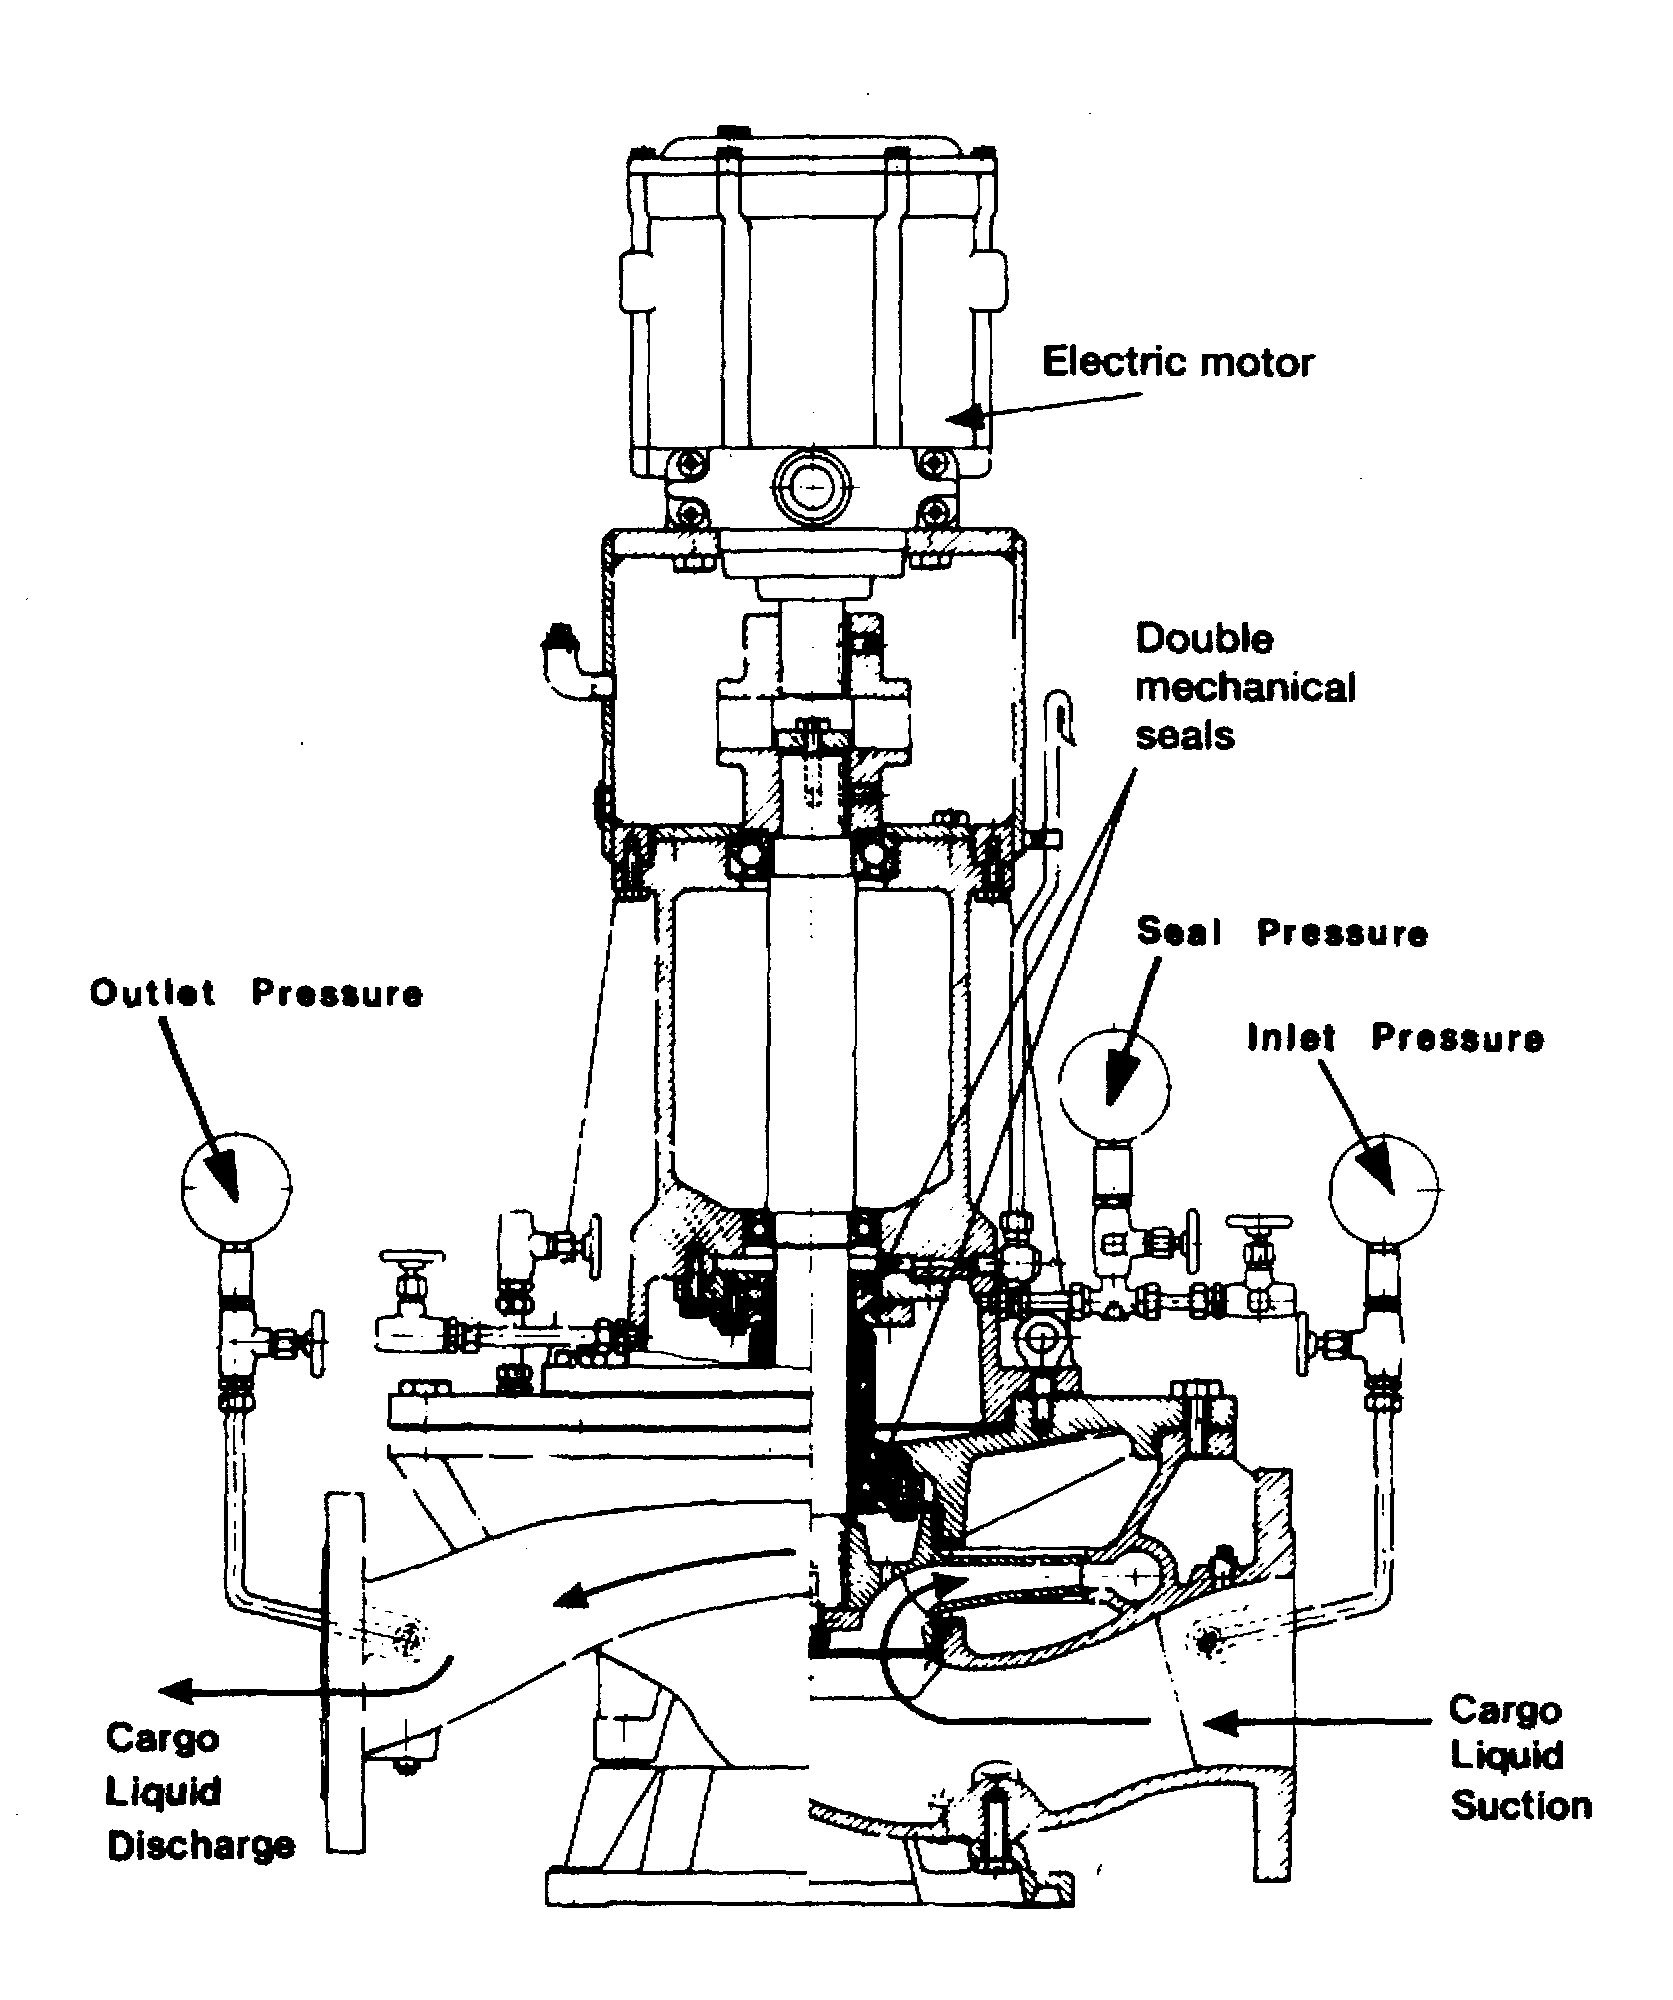 Electric motor
Double
mechanical
seals
Seal Pressure
Outlet Pressure
Inlet Pressure
Cargo
Liquid
Discharge
Cargo
Liquid
Suction